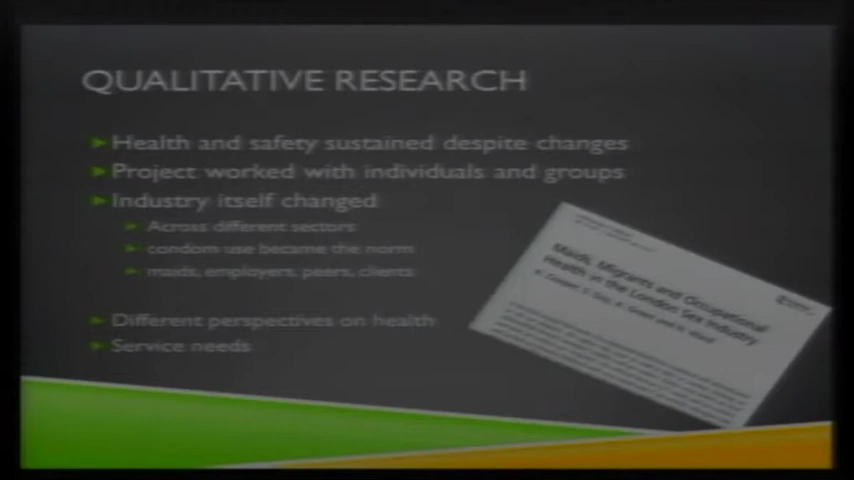 QUALITATIVE RESEARCH
Health and safety sustained despite changes
Project worked with individuals and groups
Industry itself changed
Across different sectors
condom use became the norm
maids, employers, peers, clients
Different perspectives on health
Service needs
Maids, Migrants and Occupational
Health in the London Sex Industry